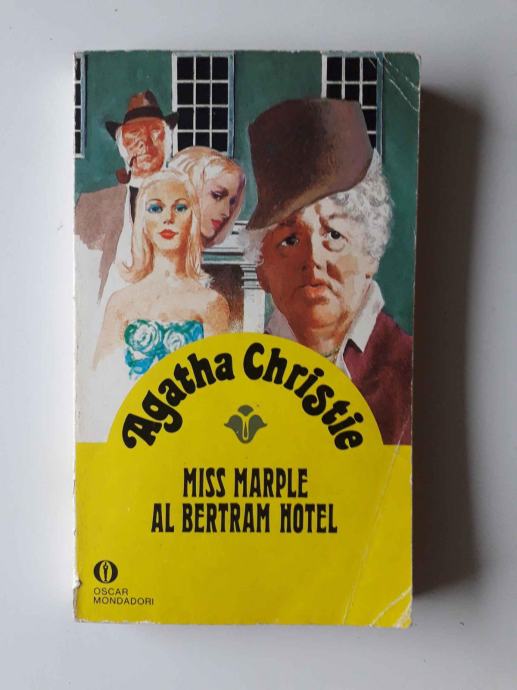 Agatha Christie
MISS MARPLE
AL BERTRAM HOTEL
OSCAR
MONDADORI